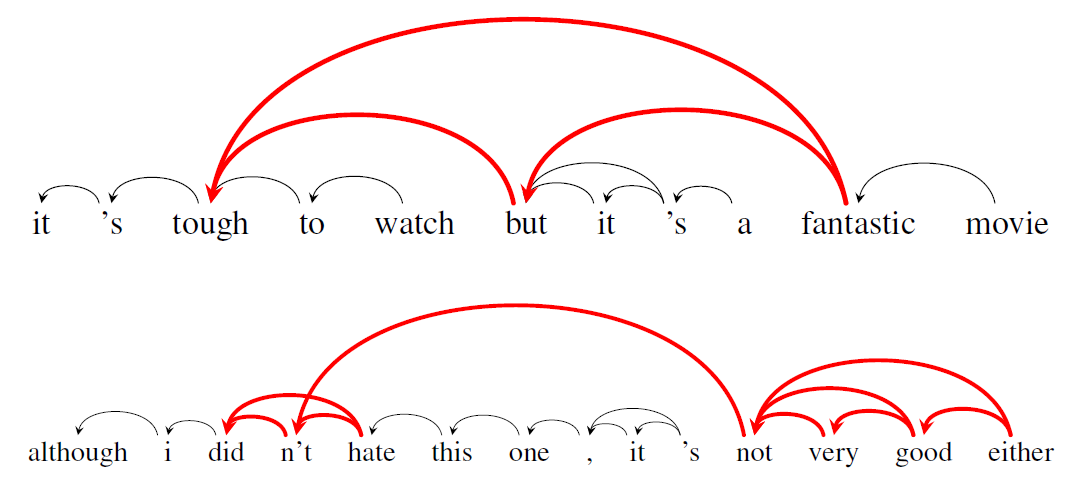 it 's tough to watch but it 's a fantastic movie
although i did n't hate this one , it 's not very good either